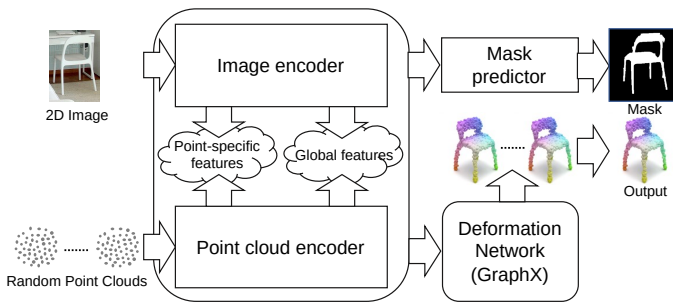 Image encoder
Mask
predictor
2D Image
Mask
Point-specific
features
Global features
.......
Output
.......
Random Point Clouds
Point cloud encoder
Deformation
Network
(GraphX)